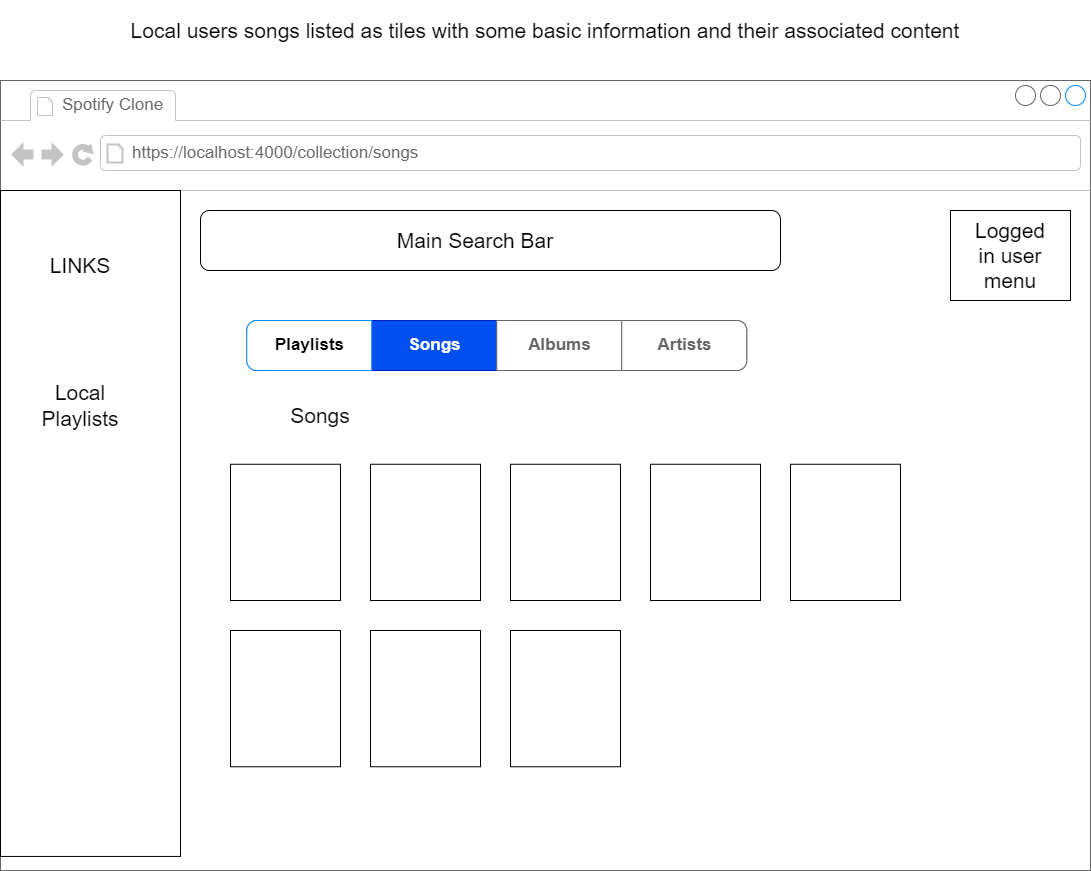 Local users songs listed as tiles with some basic information and their associated content
Spotify Clone
https://localhost:4000/collection/songs
LINKS
Local
Playlists
Main Search Bar
Logged
in user
menu
Playlists Songs Albums Artists
Songs